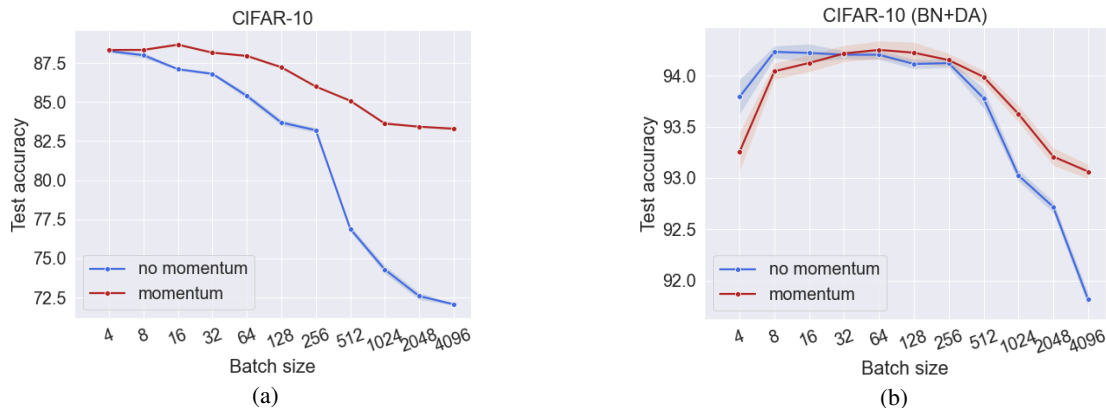 CIFAR-10
Test accuracy
87.5
85.0
82.5
80.0
77.5
75.0
72.5
no momentum
momentum
4 8 16 32 64 128 256 512 1024 2048 4096
Batch size
(a)
CIFAR-10 (BN+DA)
Test accuracy
94.0
93.5
93.0
92.5
92.0
no momentum
momentum
4 8 16 32 64 128 256 512 1024 2048 4096
Batch size
(b)